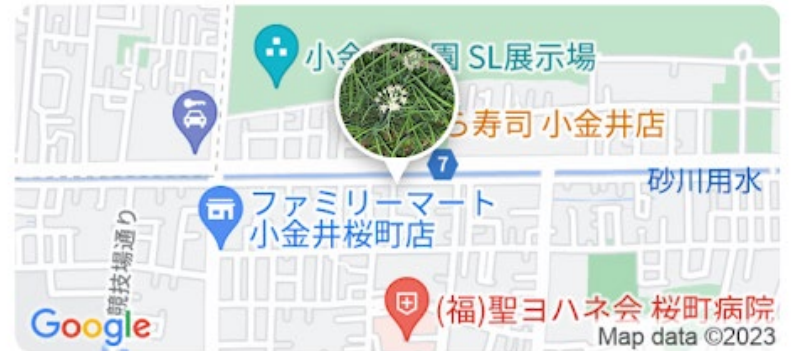 小金 園 SL展示場
ら寿司 小金井店
7
砂川用水
ファミリーマート
小金井桜町店
競技場通り
(福)聖ヨハネ会 桜町病院
Google
Map data ©2023